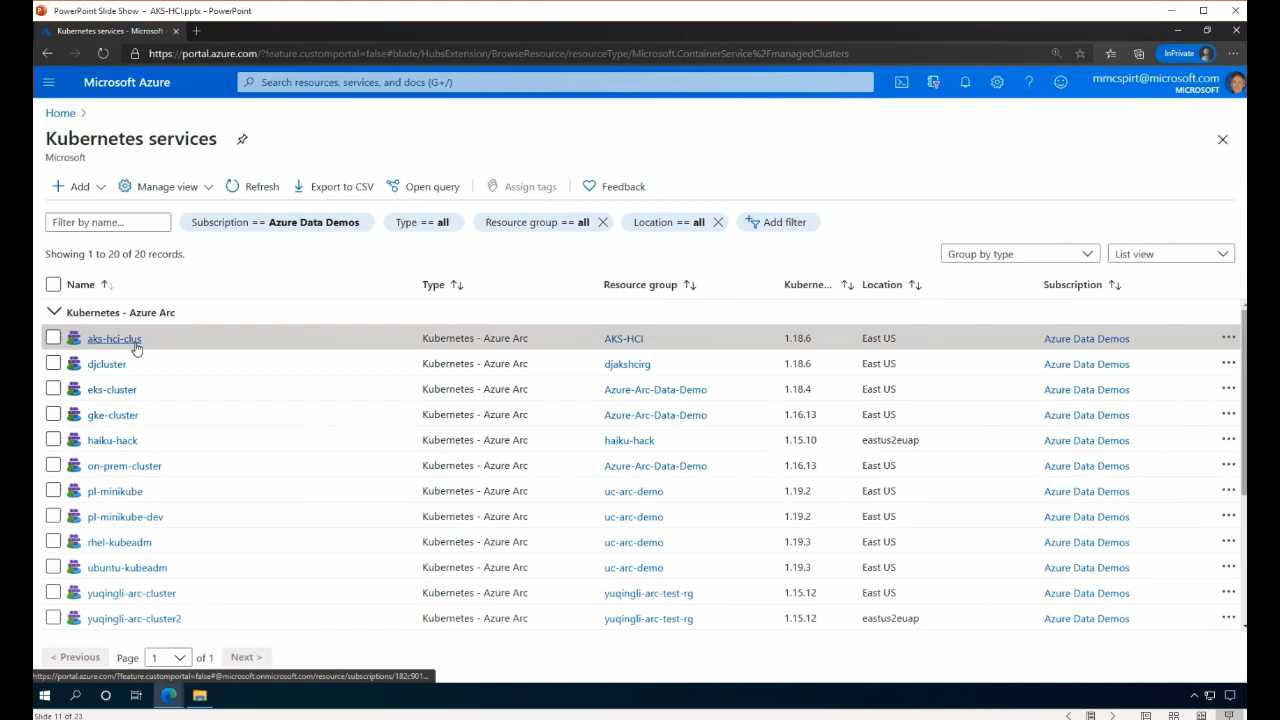 PowerPoint Slide Show - AKS-HCI.pptx - PowerPoint
Kubernetes services - Microsoft
https://portal.azure.com/?feature.customportal=false#blade/HubsExtension/BrowseResource/resourceType/Microsoft.ContainerService%2FmanagedClusters
InPrivate
Microsoft Azure
Search resources, services, and docs (G+/)
mmcspirt@microsoft.com
MICROSOFT
Home
Kubernetes services
Microsoft
Add Manage view Refresh Export to CSV Open query Assign tags Feedback
Filter by name... Subscription == Azure Data Demos Type == all Resource group == all Location == all Add filter
Showing 1 to 20 of 20 records. Group by type List view
Name Type Resource group Kuberne... Location Subscription
Kubernetes - Azure Arc
aks-hci-clus Kubernetes - Azure Arc AKS-HCI 1.18.6 East US Azure Data Demos
djcluster Kubernetes - Azure Arc djakshcirg 1.18.6 East US Azure Data Demos
eks-cluster Kubernetes - Azure Arc Azure-Arc-Data-Demo 1.18.4 East US Azure Data Demos
gke-cluster Kubernetes - Azure Arc Azure-Arc-Data-Demo 1.16.13 East US Azure Data Demos
haiku-hack Kubernetes - Azure Arc haiku-hack 1.15.10 eastus2euap Azure Data Demos
on-prem-cluster Kubernetes - Azure Arc Azure-Arc-Data-Demo 1.16.13 East US Azure Data Demos
pl-minikube Kubernetes - Azure Arc uc-arc-demo 1.19.2 East US Azure Data Demos
pl-minikube-dev Kubernetes - Azure Arc uc-arc-demo 1.19.2 East US Azure Data Demos
rhel-kubeadm Kubernetes - Azure Arc uc-arc-demo 1.19.3 East US Azure Data Demos
ubuntu-kubeadm Kubernetes - Azure Arc uc-arc-demo 1.19.3 East US Azure Data Demos
yuqingli-arc-cluster Kubernetes - Azure Arc yuqingli-arc-test-rg 1.15.12 East US Azure Data Demos
yuqingli-arc-cluster2 Kubernetes - Azure Arc yuqingli-arc-test-rg 1.15.12 eastus2euap Azure Data Demos
< Previous Page 1 of 1 Next >
https://portal.azure.com/?feature.customportal=false#@microsoft.onmicrosoft.com/resource/subscriptions/182c901...
Slide 11 of 23